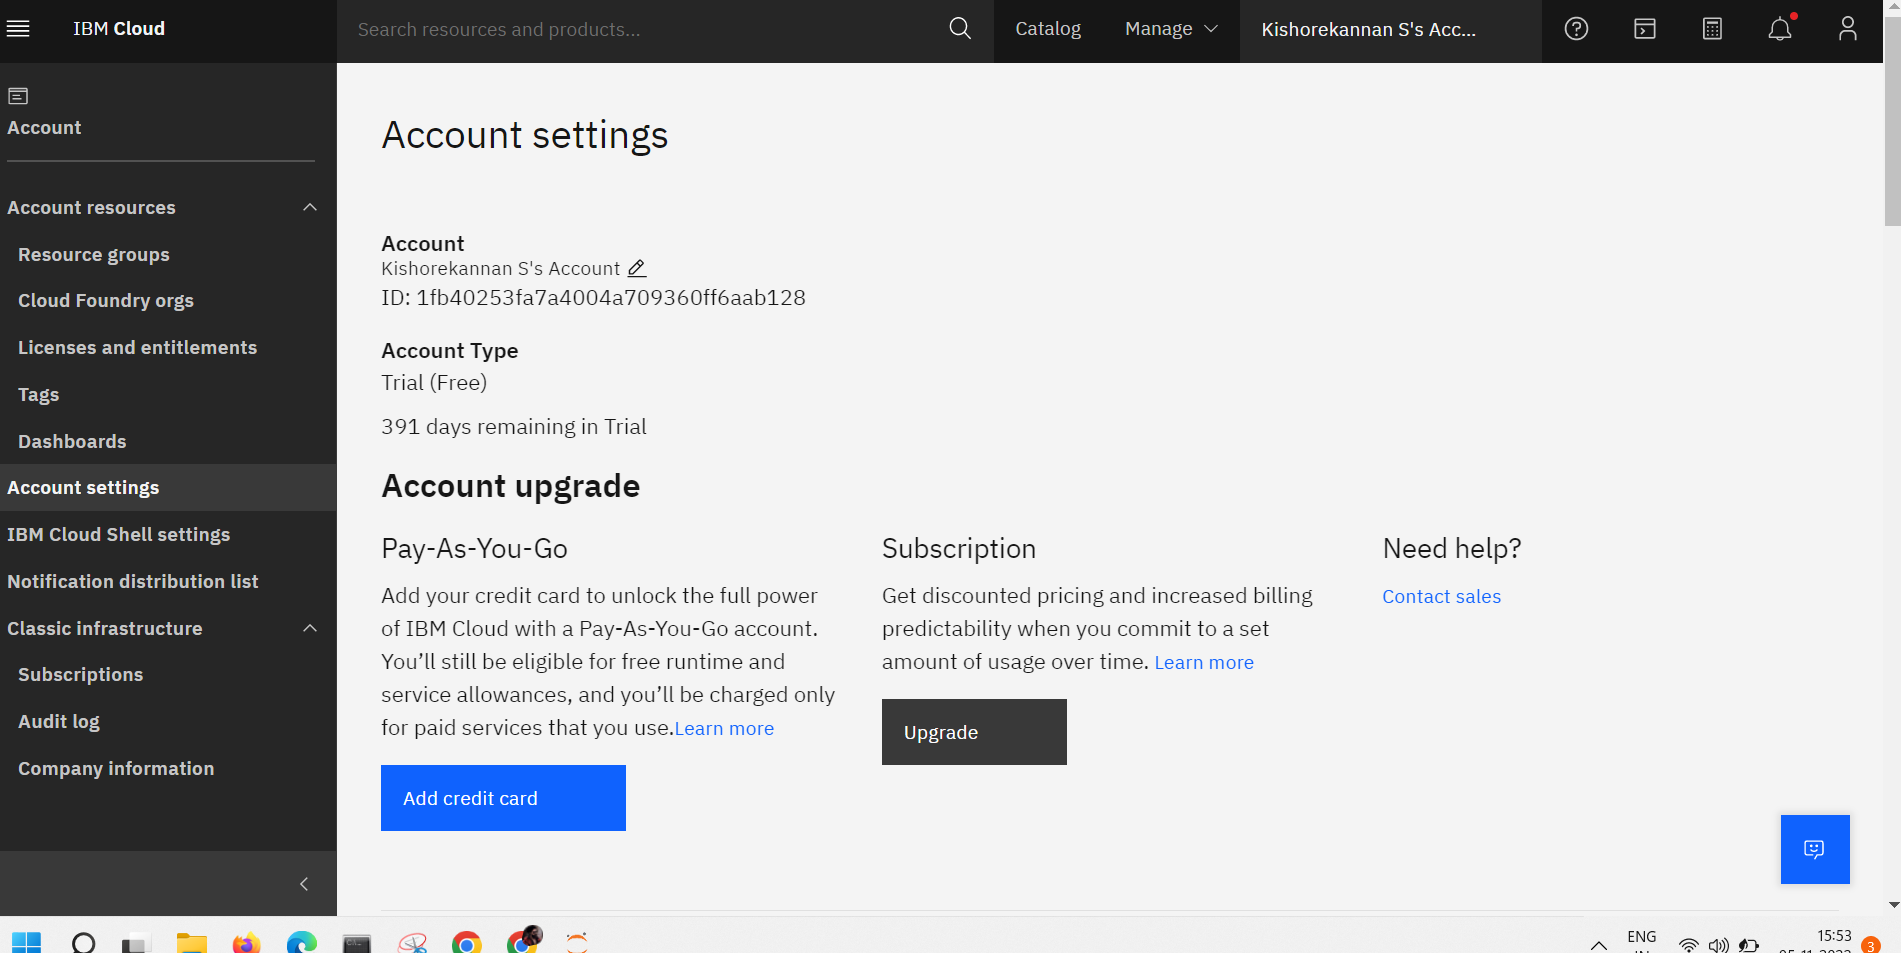 IBM Cloud
Search resources and products...
Catalog
Manage
Kishorekannan S's Acc...
Account
Account resources
Resource groups
Cloud Foundry orgs
Licenses and entitlements
Tags
Dashboards
Account settings
IBM Cloud Shell settings
Notification distribution list
Classic infrastructure
Subscriptions
Audit log
Company information
Account settings
Account
Kishorekannan S's Account
ID: 1fb40253fa7a4004a709360ff6aab128
Account Type
Trial (Free)
391 days remaining in Trial
Account upgrade
Pay-As-You-Go
Add your credit card to unlock the full power
of IBM Cloud with a Pay-As-You-Go account.
You’ll still be eligible for free runtime and
service allowances, and you’ll be charged only
for paid services that you use.Learn more
Add credit card
Subscription
Get discounted pricing and increased billing
predictability when you commit to a set
amount of usage over time. Learn more
Upgrade
Need help?
Contact sales
ENG
15:53
3